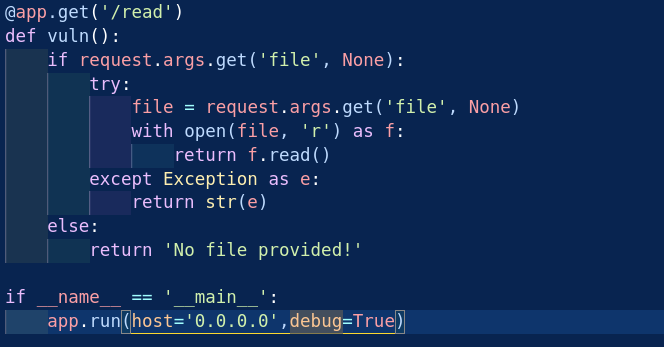 @app.get('/read')
def vuln():
    if request.args.get('file', None):
        try:
            file = request.args.get('file', None)
            with open(file, 'r') as f:
                return f.read()
        except Exception as e:
            return str(e)
    else:
        return 'No file provided!'

if __name__ == '__main__':
    app.run(host='0.0.0.0',debug=True)